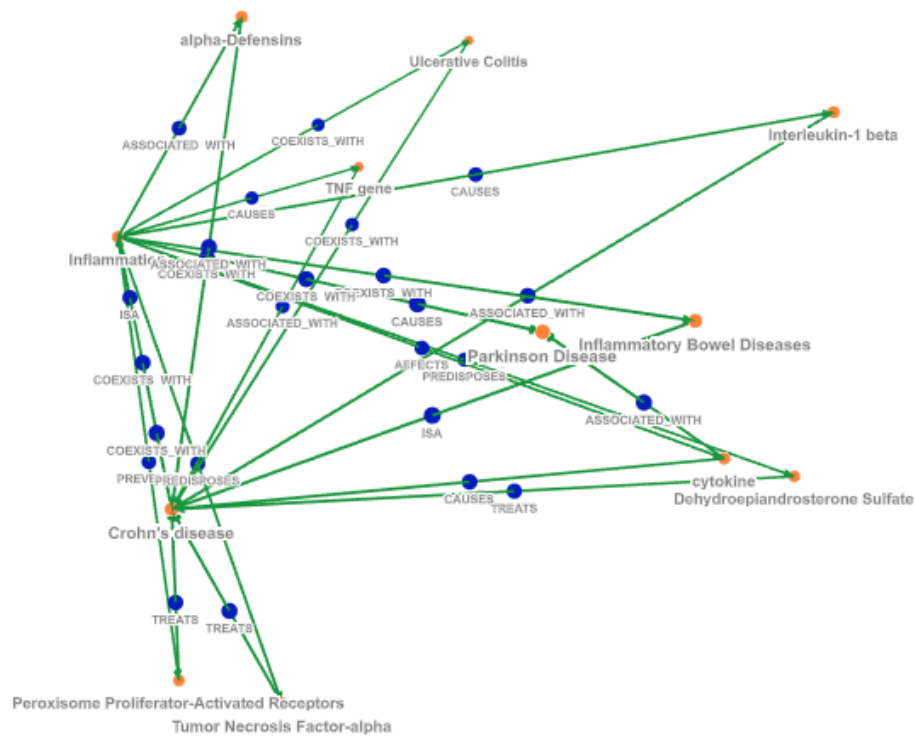 alpha-Defensins
Ulcerative Colitis
Interleukin-1 beta
ASSOCIATED_WITH
COEXISTS_WITH
TNF gene
CAUSES
CAUSES
COEXISTS_WITH
ASSOCIATED_WITH
COEXISTS_WITH
COEXISTS_WITH
ISA
ASSOCIATED_WITH
CAUSES
ASSOCIATED_WITH
Inflammatory Bowel Diseases
Parkinson Disease
AFFECTS
PREDISPOSES
COEXISTS_WITH
ASSOCIATED_WITH
ISA
COEXISTS_WITH
PREDISPOSES
cytokine
CAUSES
TREATS
Dehydroepiandrosterone Sulfate
Crohn's disease
TREATS
TREATS
Peroxisome Proliferator-Activated Receptors
Tumor Necrosis Factor-alpha